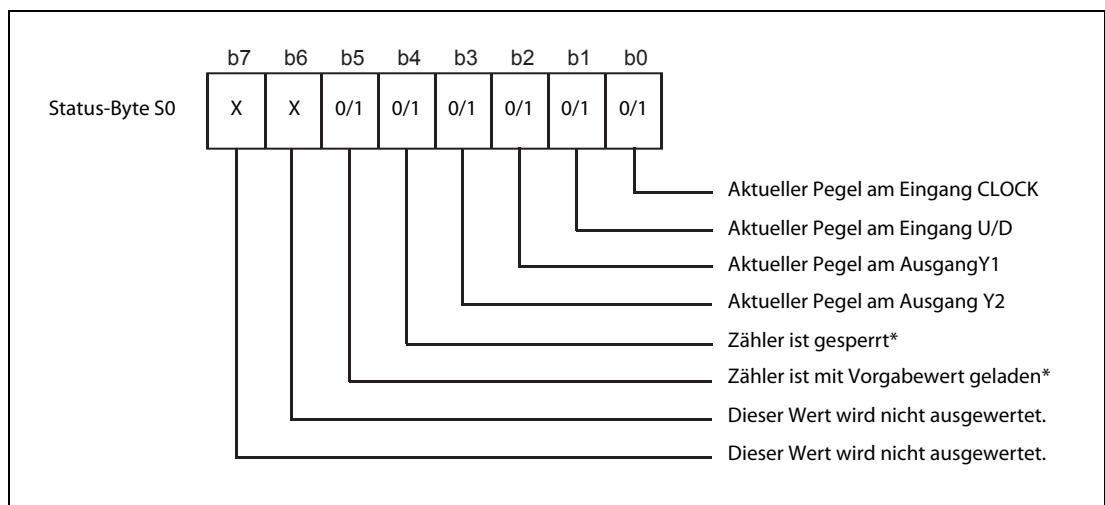 b7 b6 b5 b4 b3 b2 b1 b0
Status-Byte S0 X X 0/1 0/1 0/1 0/1 0/1 0/1
Aktueller Pegel am Eingang CLOCK
Aktueller Pegel am Eingang U/D
Aktueller Pegel am AusgangY1
Aktueller Pegel am Ausgang Y2
Zähler ist gesperrt*
Zähler ist mit Vorgabewert geladen*
Dieser Wert wird nicht ausgewertet.
Dieser Wert wird nicht ausgewertet.